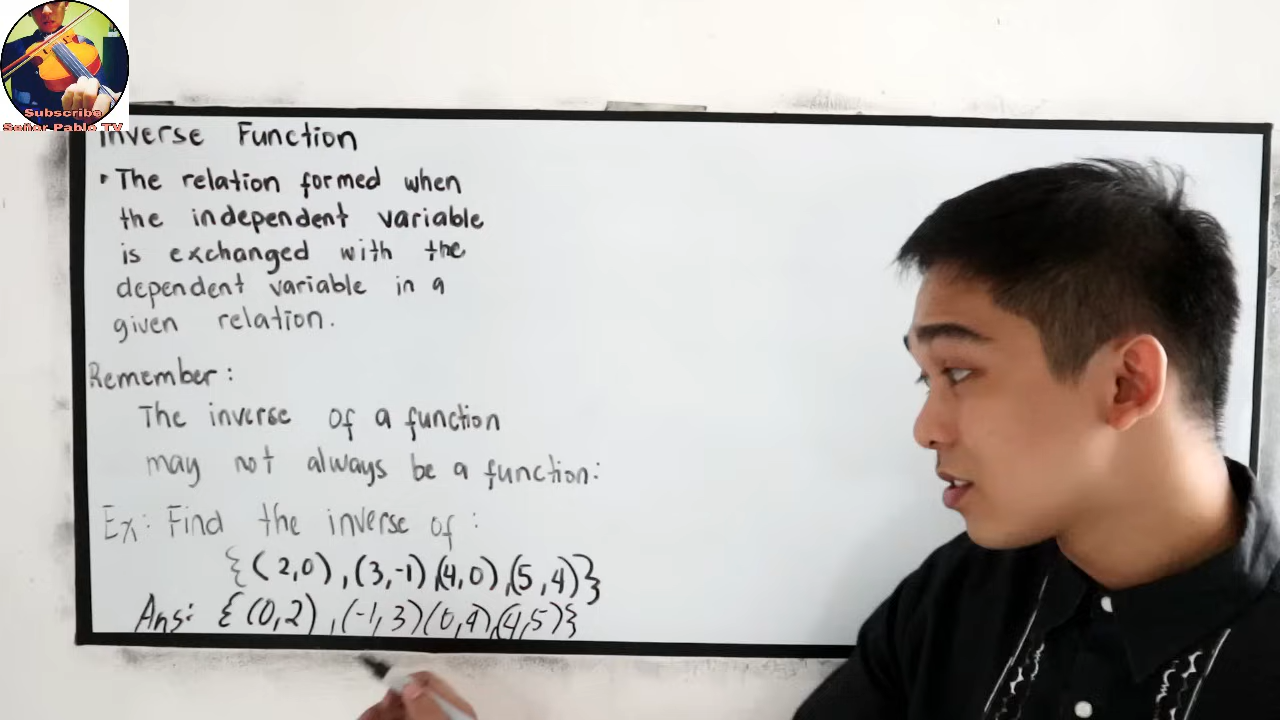 Subscribe
Señor Pablo TV
Inverse Function
• The relation formed when
the independent variable
is exchanged with the
dependent variable in a
given relation.
Remember:
The inverse of a function
may not always be a function:
Ex: Find the inverse of:
{(2,0),(3,-1)(4,0),(5,4)}
Ans: {(0,2),(-1,3)(0,4),(4,5)}